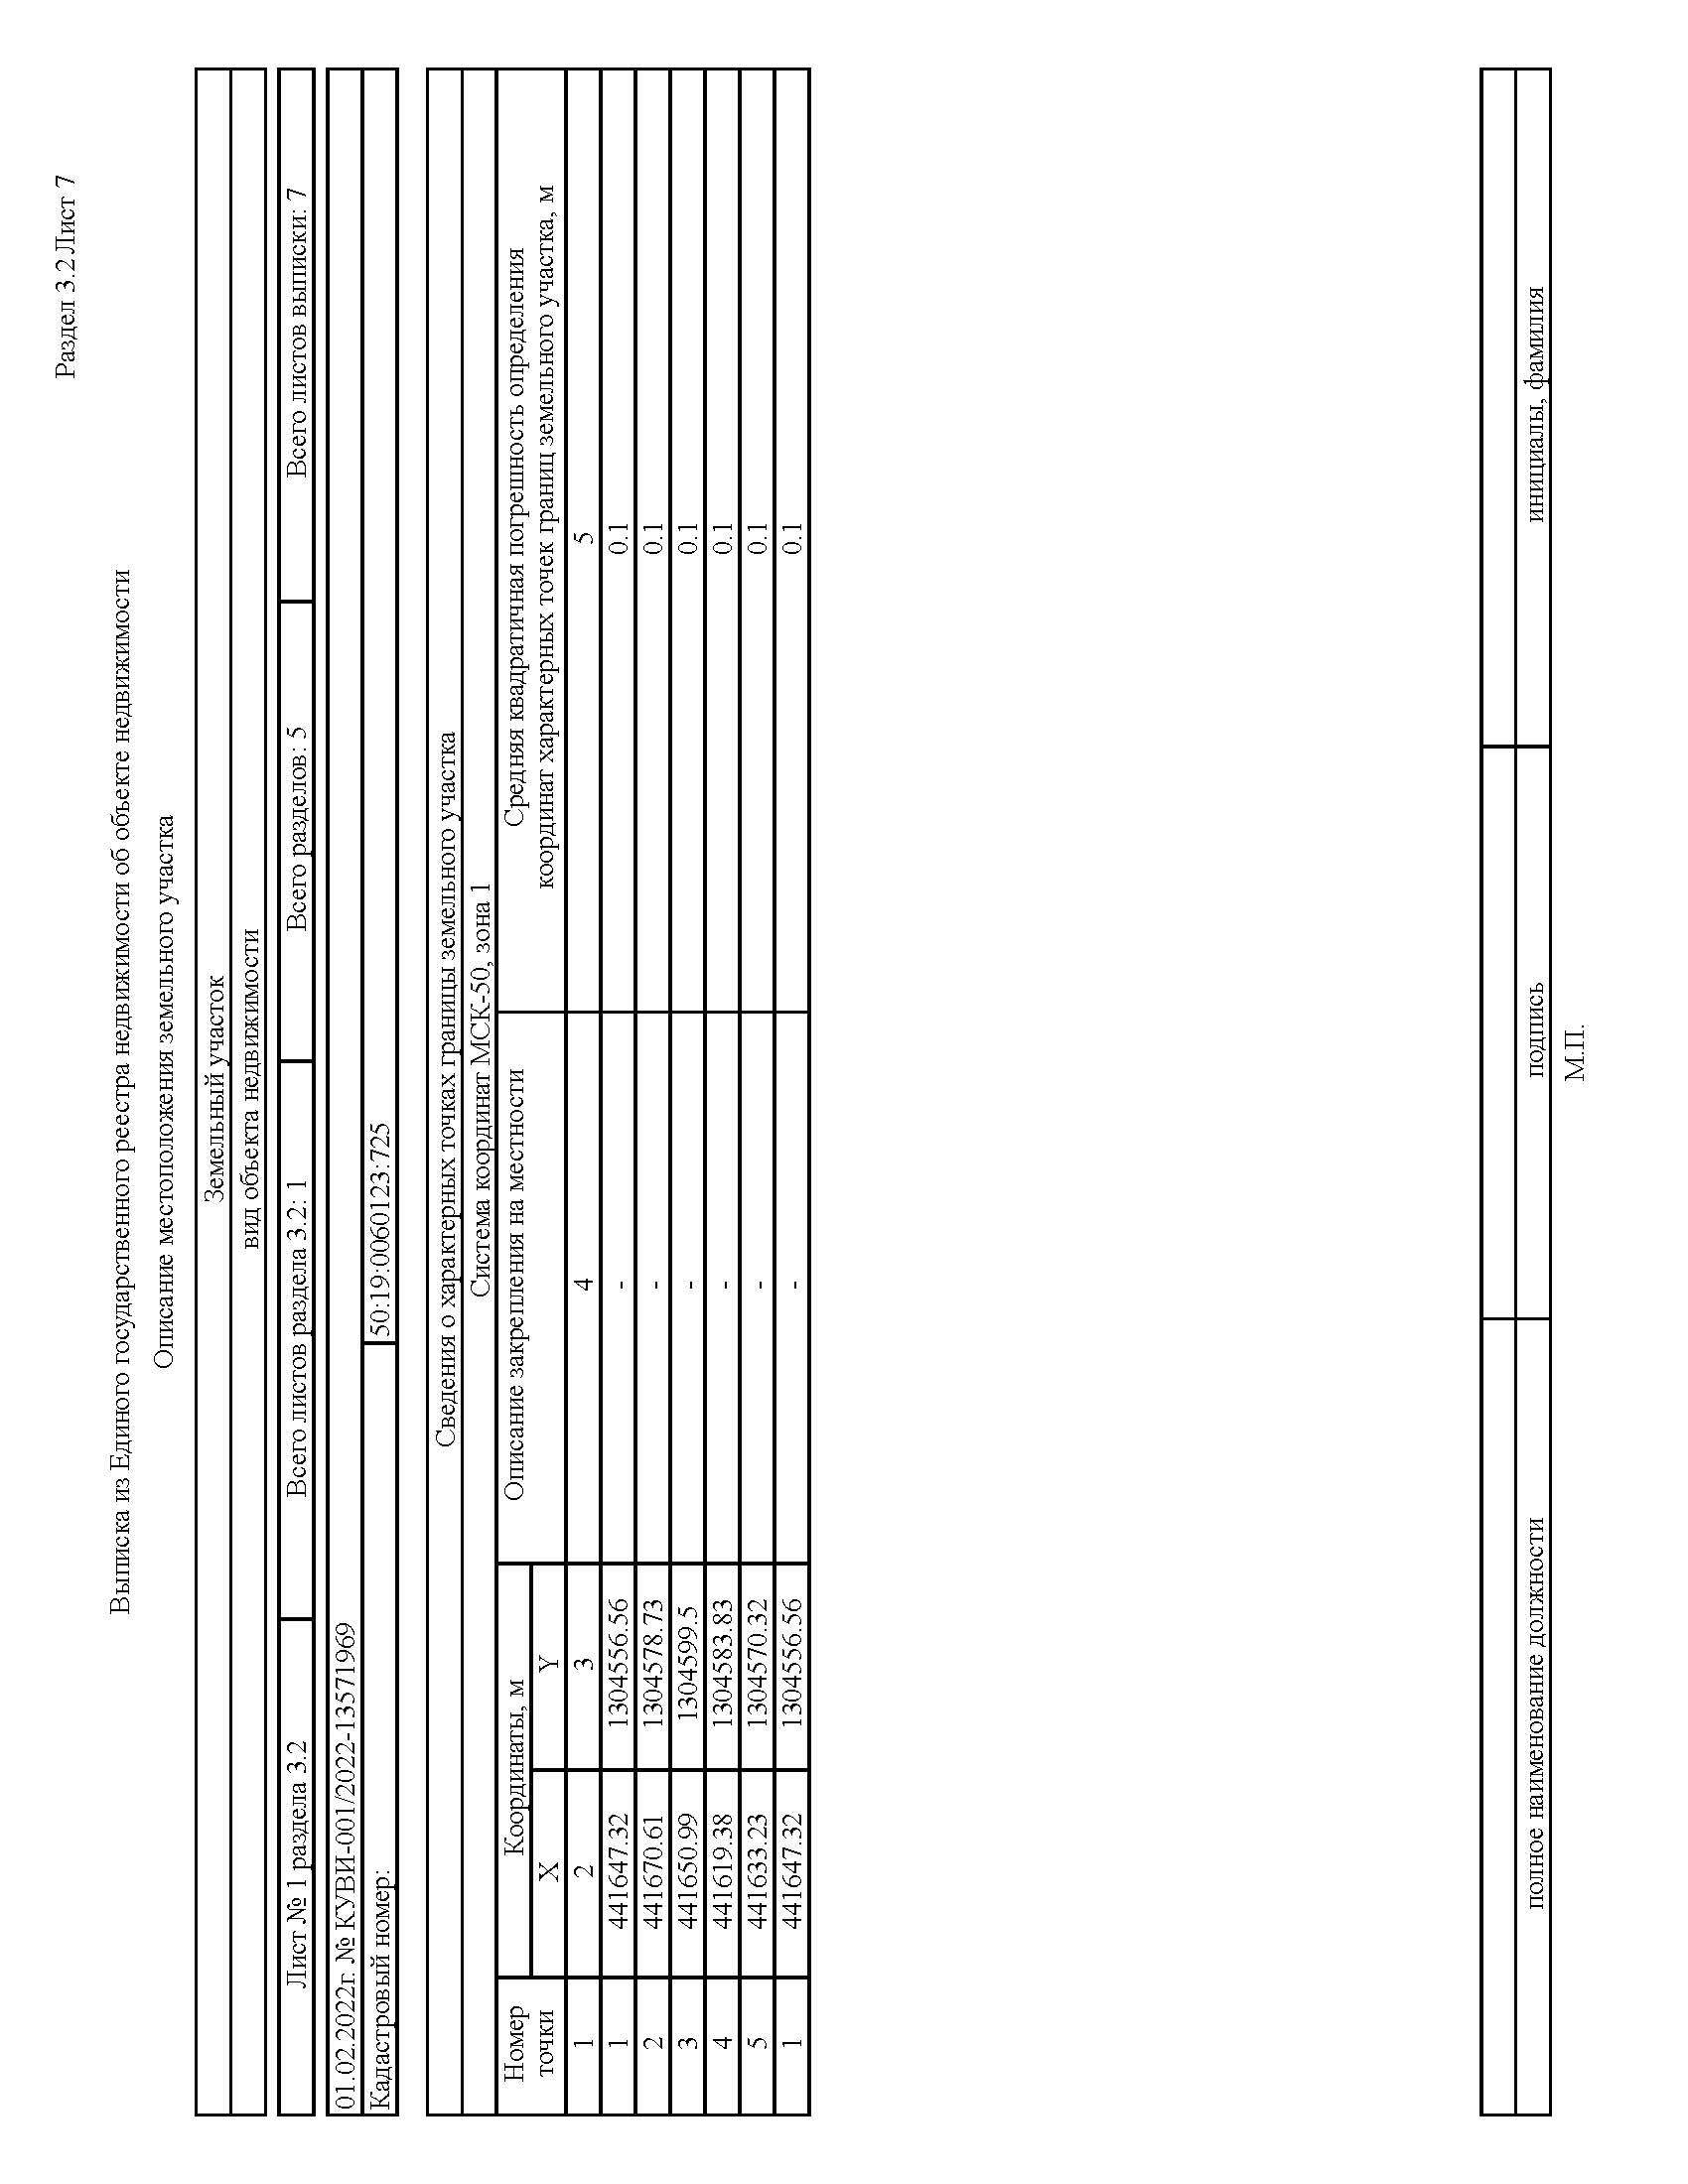 Раздел 3.2 Лист 7
Выписка из Единого государственного реестра недвижимости об объекте недвижимости
Описание местоположения земельного участка
Земельный участок
вид объекта недвижимости
Лист № 1 раздела 3.2 Всего листов раздела 3.2: 1 Всего разделов: 5 Всего листов выписки: 7
01.02.2022г. № КУВИ-001/2022-13571969
Кадастровый номер: 50:19:0060123:725
Сведения о характерных точках границы земельного участка
Система координат МСК-50, зона 1
Номер точки Координаты, м Описание закрепления на местности Средняя квадратичная погрешность определения
координат характерных точек границ земельного участка, м
X Y
1 2 3 4 5
1 441647.32 1304556.56 - 0.1
2 441670.61 1304578.73 - 0.1
3 441650.99 1304599.5 - 0.1
4 441619.38 1304583.83 - 0.1
5 441633.23 1304570.32 - 0.1
1 441647.32 1304556.56 - 0.1
полное наименование должности подпись инициалы, фамилия
М.П.